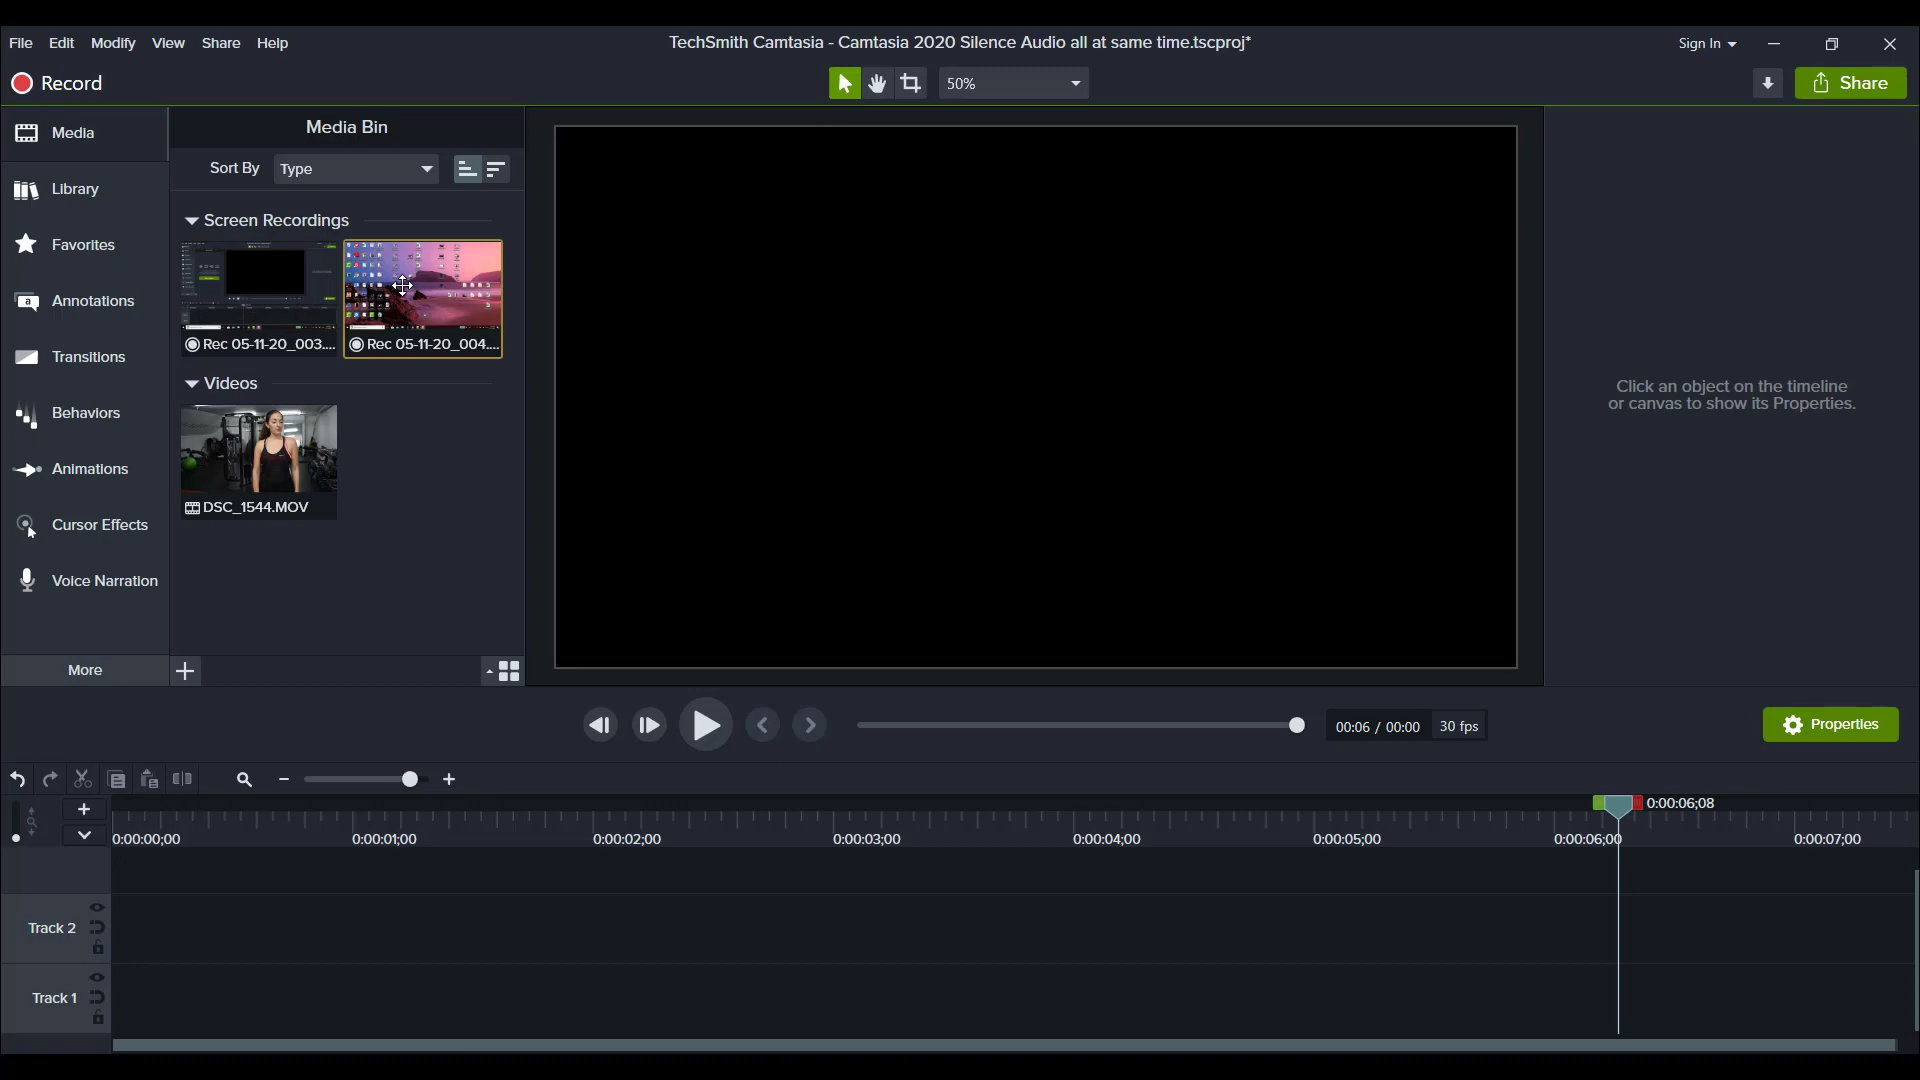 File Edit Modify View Share Help
TechSmith Camtasia - Camtasia 2020 Silence Audio all at same time.tscproj*
Sign In
Record
50%
Share
Media
Library
Favorites
a
Annotations
Transitions
Behaviors
Animations
Cursor Effects
Voice Narration
More
Media Bin
Sort By Type
Screen Recordings
Rec 05-11-20_003....
Rec 05-11-20_004....
Videos
DSC_1544.MOV
Click an object on the timeline
or canvas to show its Properties.
00:06 / 00:00 30 fps
Properties
0:00:06;08
0:00:00;00 0:00:01;00 0:00:02;00 0:00:03;00 0:00:04;00 0:00:05;00 0:00:06;00 0:00:07;00
Track 2
Track 1